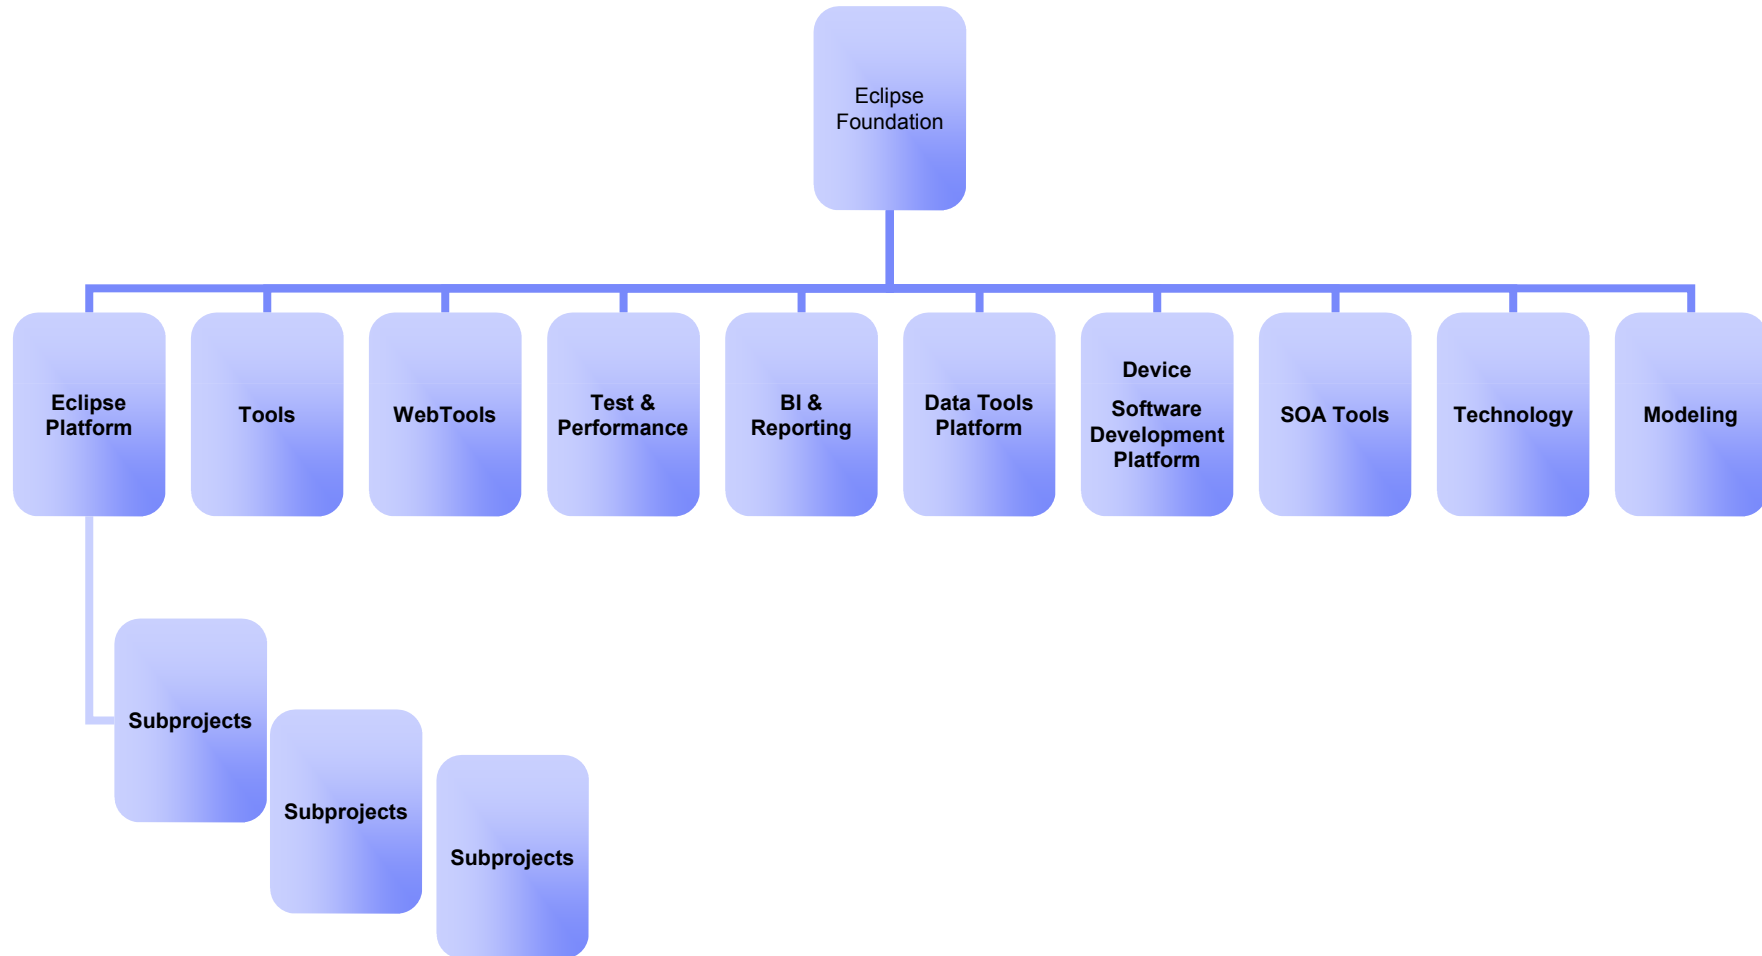 Eclipse
Foundation
Eclipse
Platform
Tools
WebTools
Test &
Performance
BI &
Reporting
Data Tools
Platform
Device
Software
Development
Platform
SOA Tools
Technology
Modeling
Subprojects
Subprojects
Subprojects